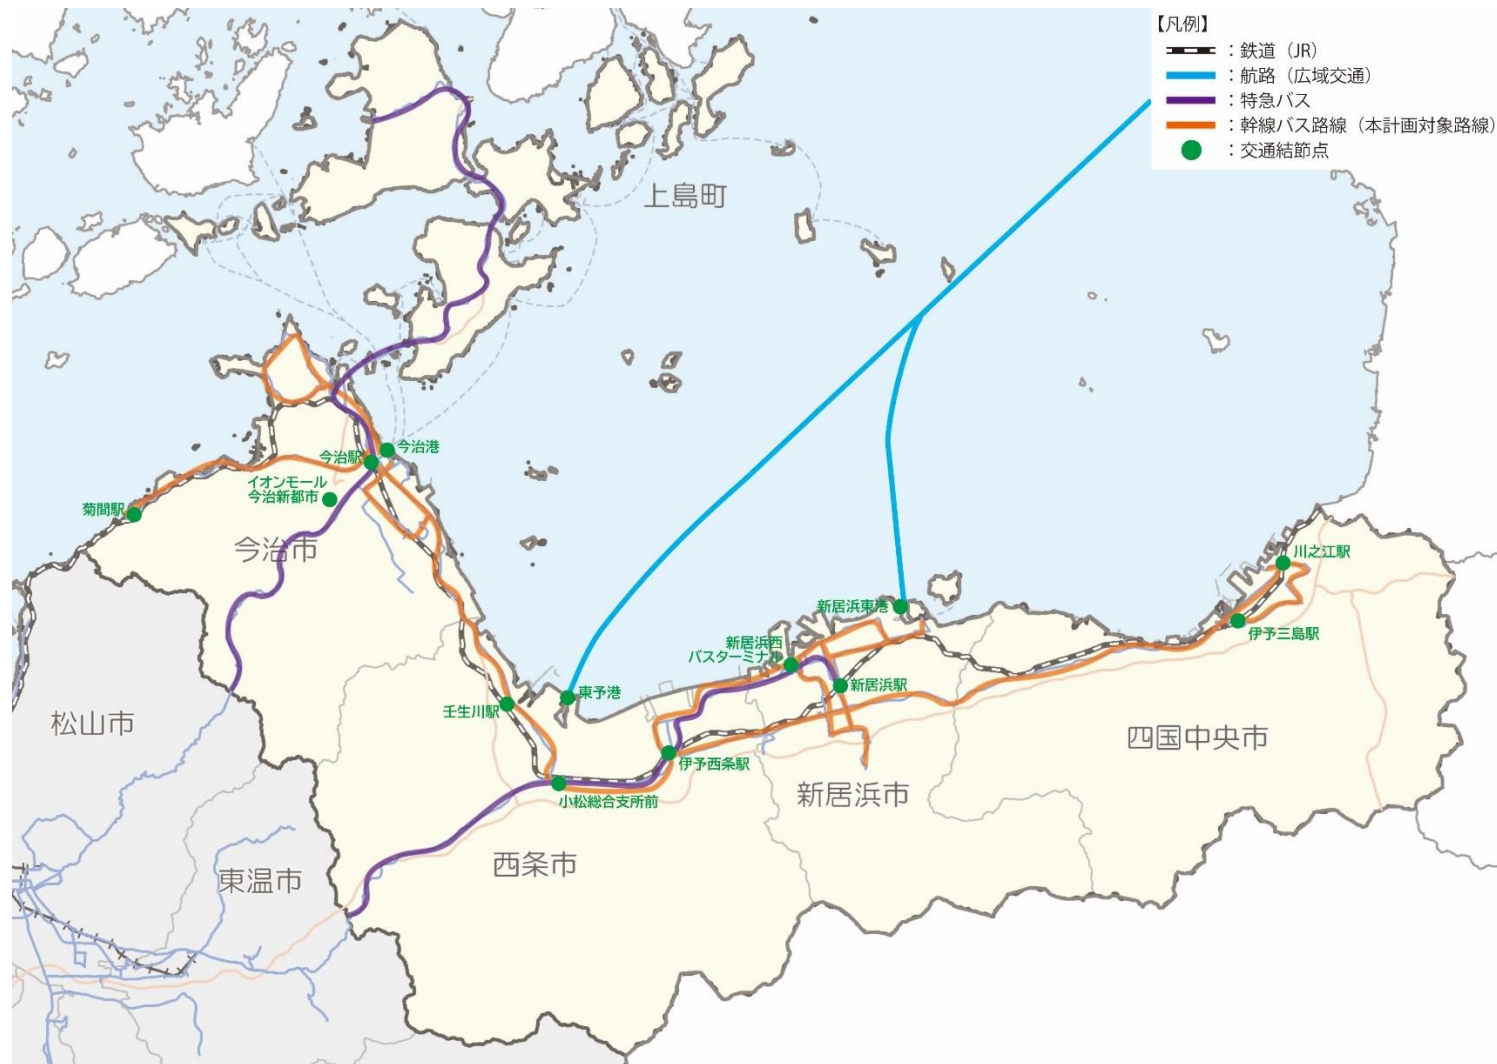 【凡例】
：鉄道（JR）
：航路（広域交通）
：特急バス
：幹線バス路線（本計画対象路線）
：交通結節点
上島町
今治港
今治駅
イオンモール
今治新都市
菊間駅
今治市
川之江駅
新居浜東港
伊予三島駅
新居浜西
バスターミナル
新居浜駅
東予港
壬生川駅
松山市
四国中央市
伊予西条駅
新居浜市
小松総合支所前
西条市
東温市